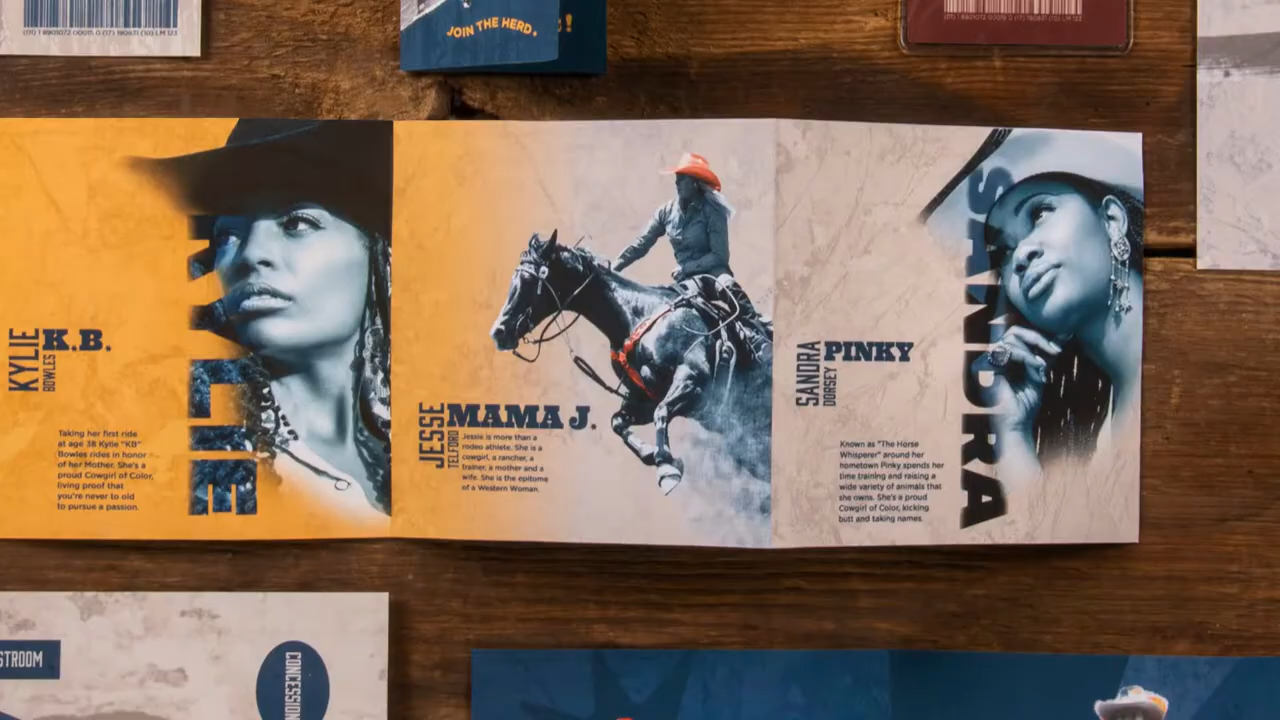 JOIN THE HERD.
!
KYLIE
BOWLES
K.B.
Taking her first ride
at age 38 Kylie "KB"
Bowles rides in honor
of her Mother. She's a
proud Cowgirl of Color,
living proof that
you're never to old
to pursue a passion.
KYLIE
JESSE
TELFORD
MAMA J.
Jessie is more than a
rodeo athlete. She is a
cowgirl, a rancher, a
trainer, a mother and a
wife. She is the epitome
of a Western Woman.
SANDRA
DORSEY
PINKY
Known as "The Horse
Whisperer" around her
hometown Pinky spends her
time training and raising a
wide variety of animals that
she owns. She's a proud
Cowgirl of Color, kicking
butt and taking names.
SANDRA
STROOM
CONCESSION